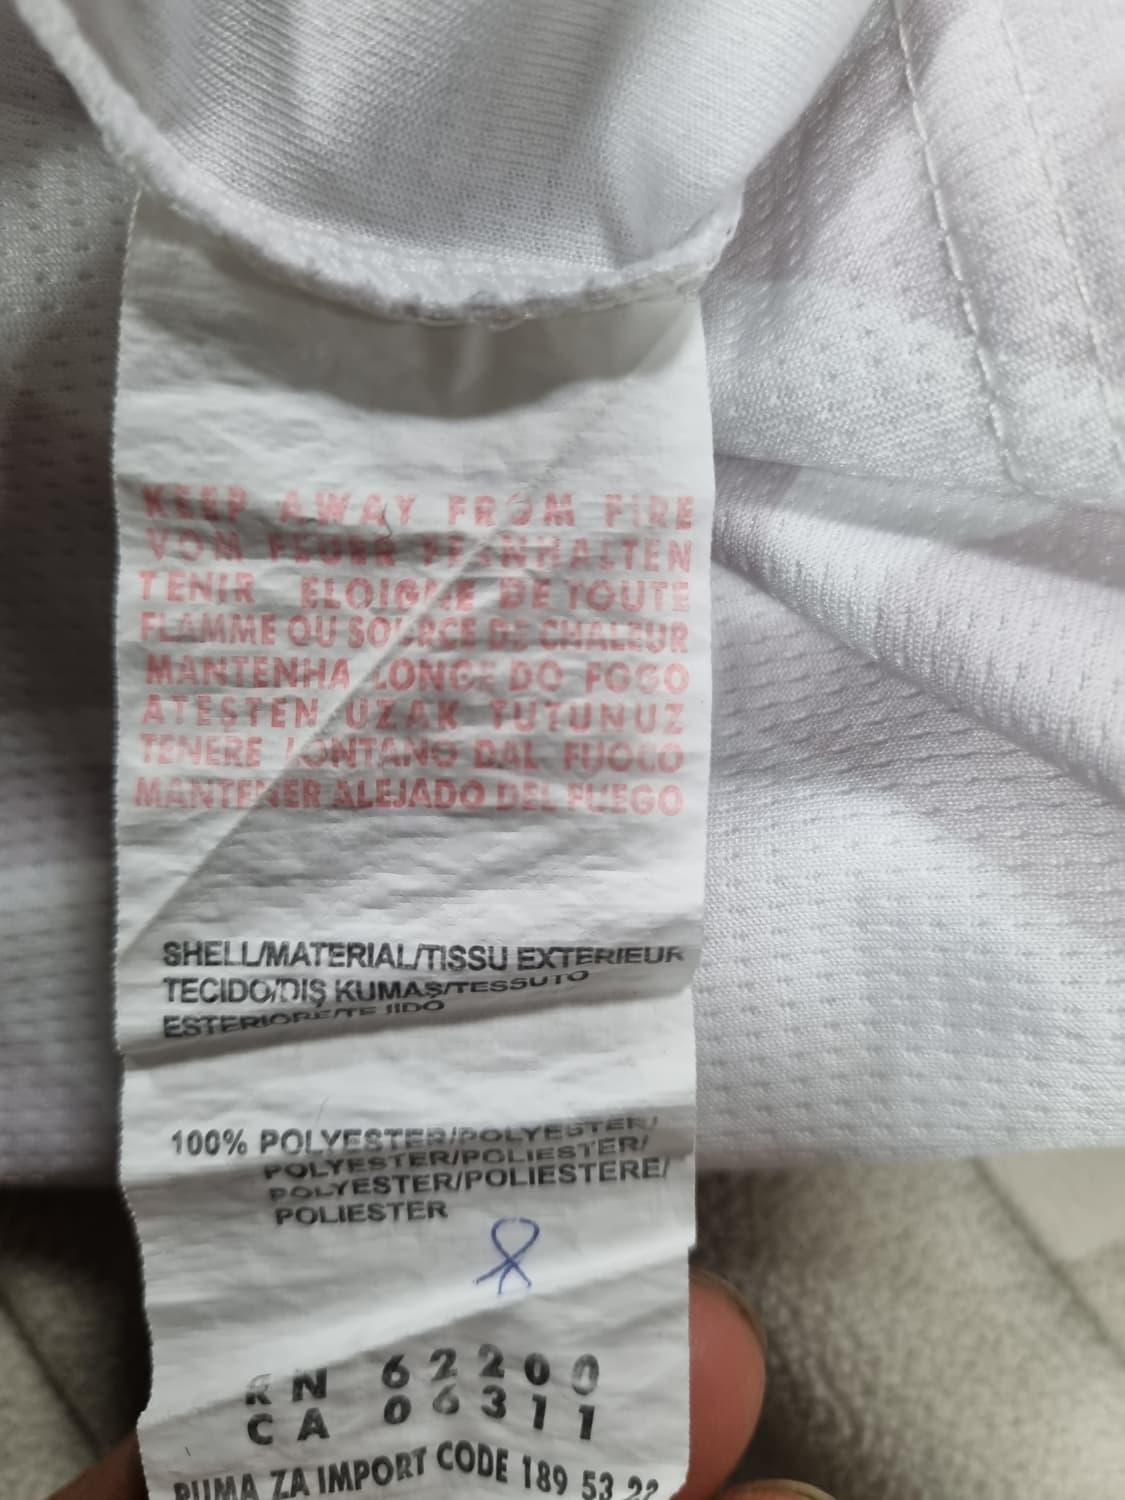 KEEP AWAY FROM FIRE
VOM FEUER FERNHALTEN
TENIR ELOIGNE DE TOUTE
FLAMME OU SOURCE DE CHALEUR
MANTENHA LONGE DO FOGO
ATESTEN UZAK TUTUNUZ
TENERE LONTANO DAL FUOCO
MANTENER ALEJADO DEL FUEGO
SHELL/MATERIAL/TISSU EXTERIEUR
TECIDO/DIŞ KUMAŞ/TESSUTO
ESTERIORE/TEJIDO
100% POLYESTER/POLYESTER/
POLYESTER/POLIESTER/
POLYESTER/POLIESTERE/
POLIESTER
RN 62200
CA 06311
PUMA ZA IMPORT CODE 189 53 22